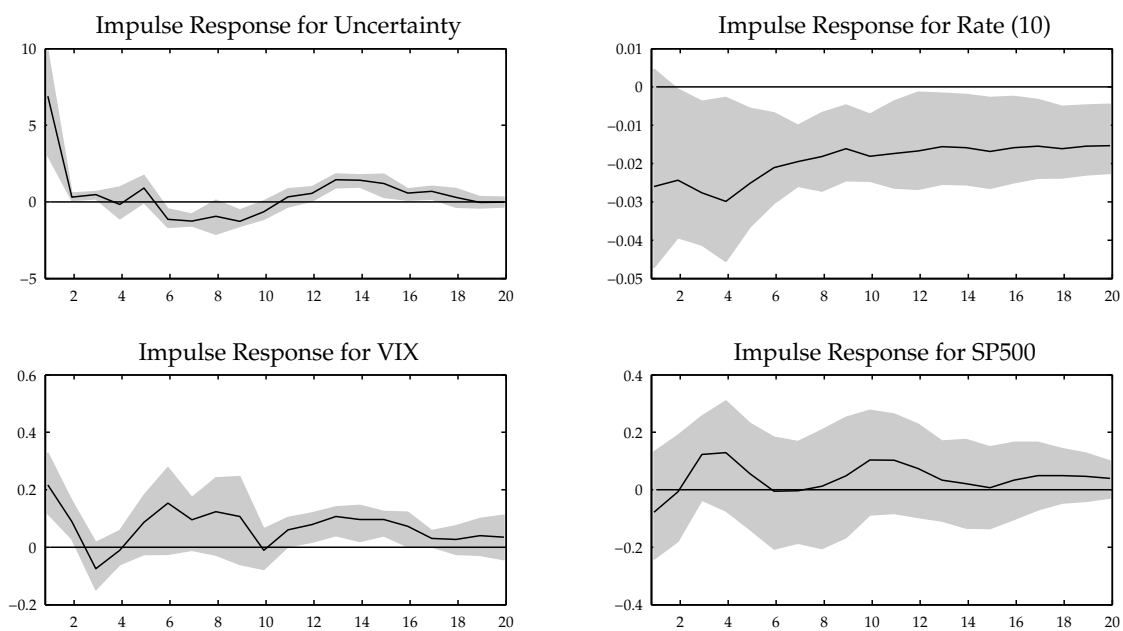 Impulse Response for Uncertainty
10
5
0
−5
2 4 6 8 10 12 14 16 18 20
Impulse Response for Rate (10)
0.01
0
−0.01
−0.02
−0.03
−0.04
−0.05
2 4 6 8 10 12 14 16 18 20
Impulse Response for VIX
0.6
0.4
0.2
0
−0.2
2 4 6 8 10 12 14 16 18 20
Impulse Response for SP500
0.4
0.2
0
−0.2
−0.4
2 4 6 8 10 12 14 16 18 20